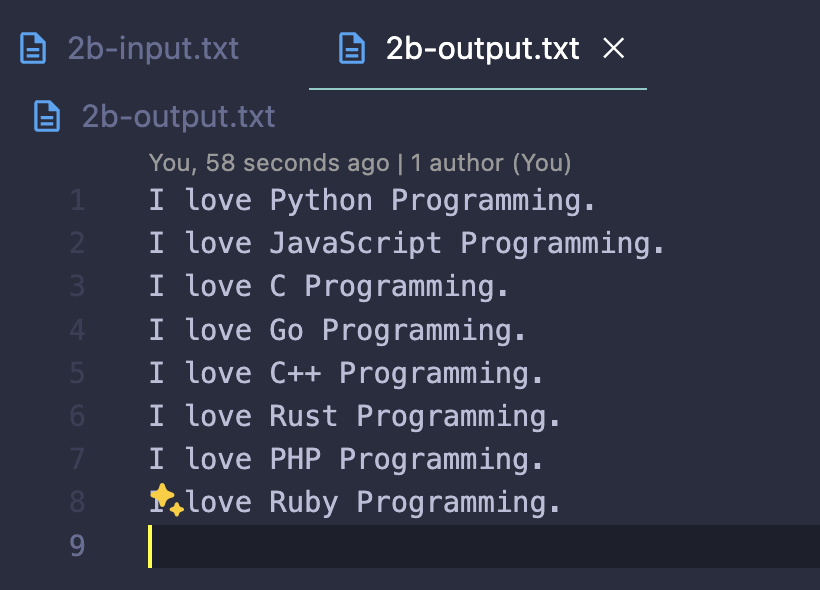 2b-input.txt 2b-output.txt
2b-output.txt
You, 58 seconds ago | 1 author (You)
1 I love Python Programming.
2 I love JavaScript Programming.
3 I love C Programming.
4 I love Go Programming.
5 I love C++ Programming.
6 I love Rust Programming.
7 I love PHP Programming.
8 I love Ruby Programming.
9